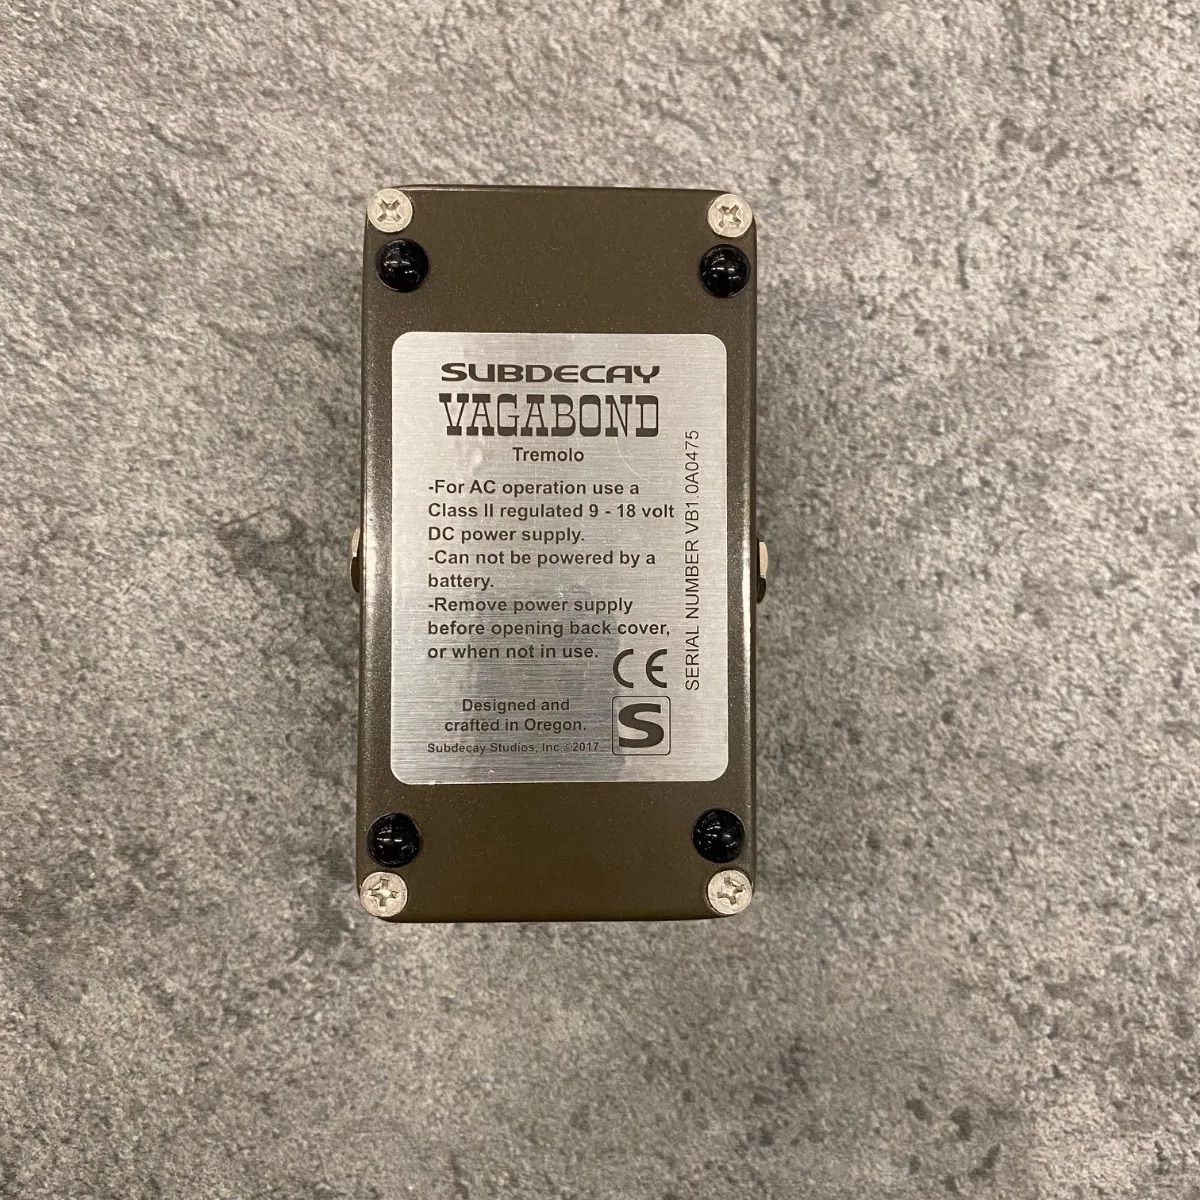 SUBDECAY
VAGABOND
Tremolo
-For AC operation use a
Class II regulated 9 - 18 volt
DC power supply.
-Can not be powered by a
battery.
-Remove power supply
before opening back cover,
or when not in use.
CE
Designed and
crafted in Oregon.
Subdecay Studios, Inc ©2017
S
SERIAL NUMBER VB1.0A0475